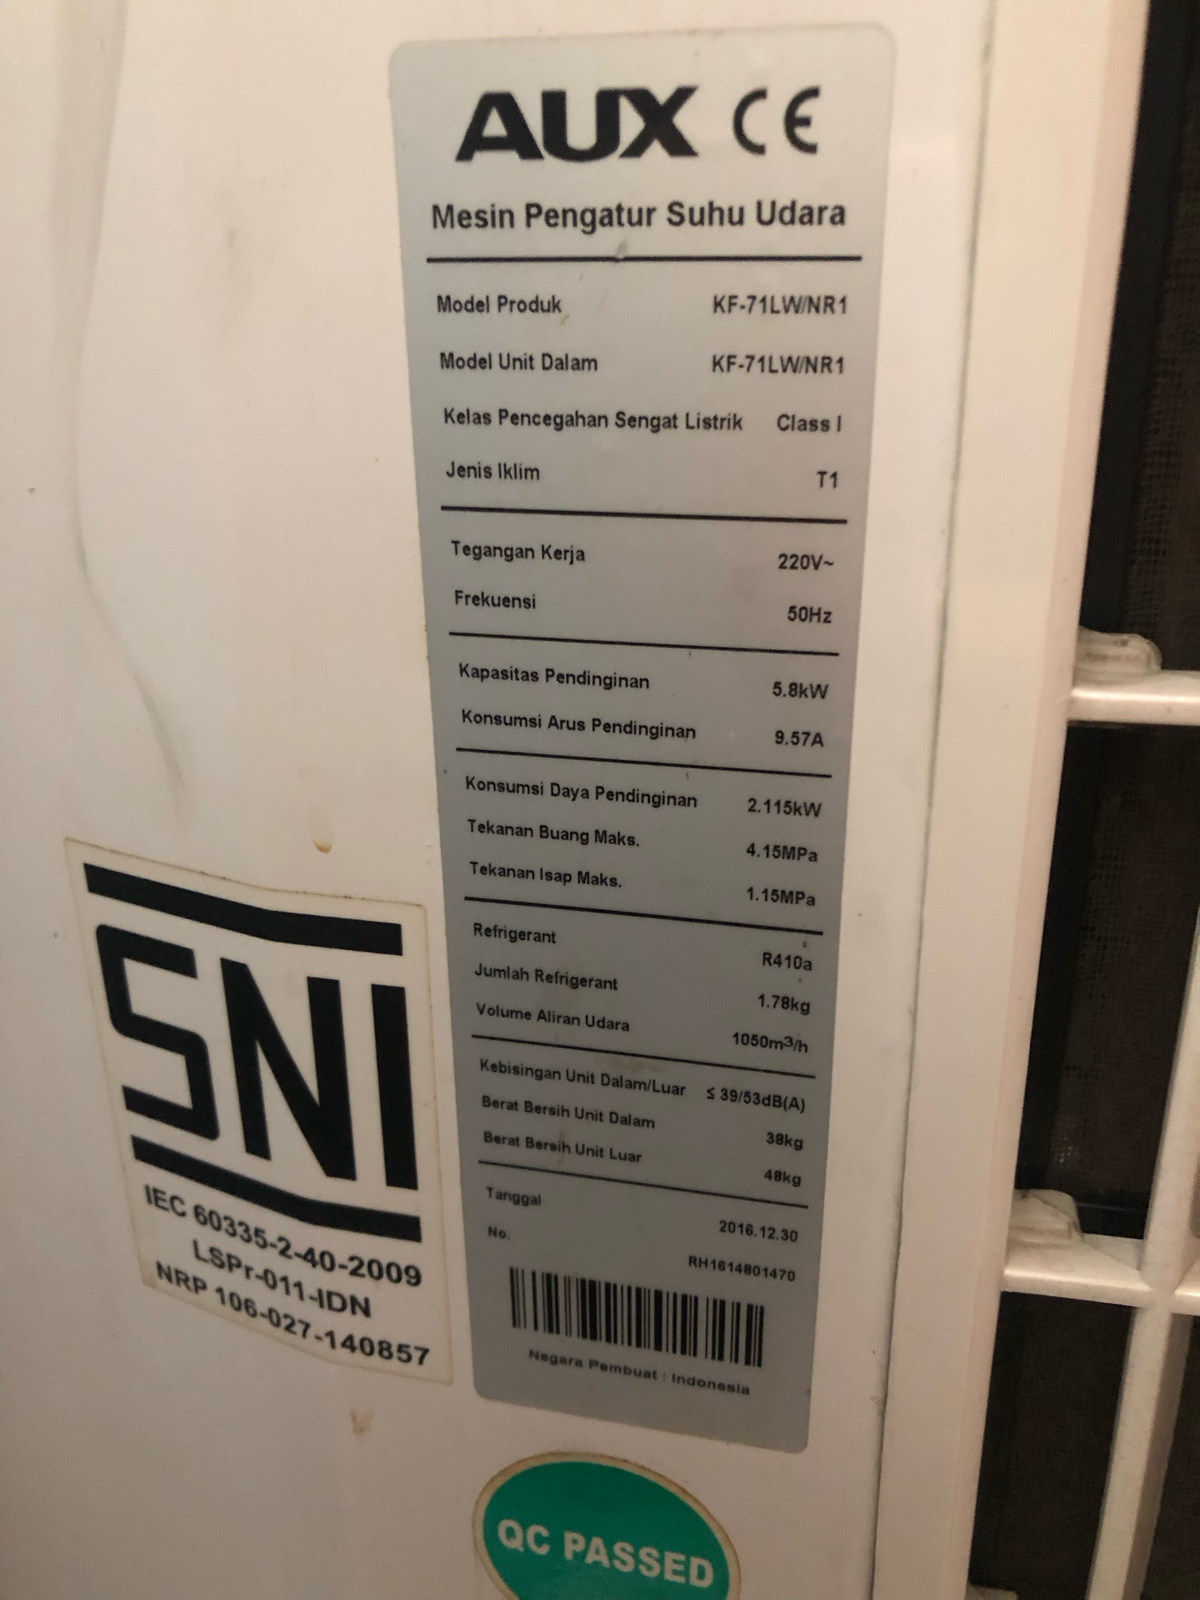 AUX CE
Mesin Pengatur Suhu Udara
Model Produk KF-71LW/NR1
Model Unit Dalam KF-71LW/NR1
Kelas Pencegahan Sengat Listrik Class I
Jenis Iklim T1
Tegangan Kerja 220V~
Frekuensi 50Hz
Kapasitas Pendinginan 5.8kW
Konsumsi Arus Pendinginan 9.57A
Konsumsi Daya Pendinginan 2.115kW
Tekanan Buang Maks. 4.15MPa
Tekanan Isap Maks. 1.15MPa
Refrigerant R410a
Jumlah Refrigerant 1.78kg
Volume Aliran Udara 1050m³/h
Kebisingan Unit Dalam/Luar ≤ 39/53dB(A)
Berat Bersih Unit Dalam 38kg
Berat Bersih Unit Luar 48kg
Tanggal 2016.12.30
No. RH1614801470
Negara Pembuat : Indonesia
SNI
IEC 60335-2-40-2009
LSPr-011-IDN
NRP 106-027-140857
QC PASSED